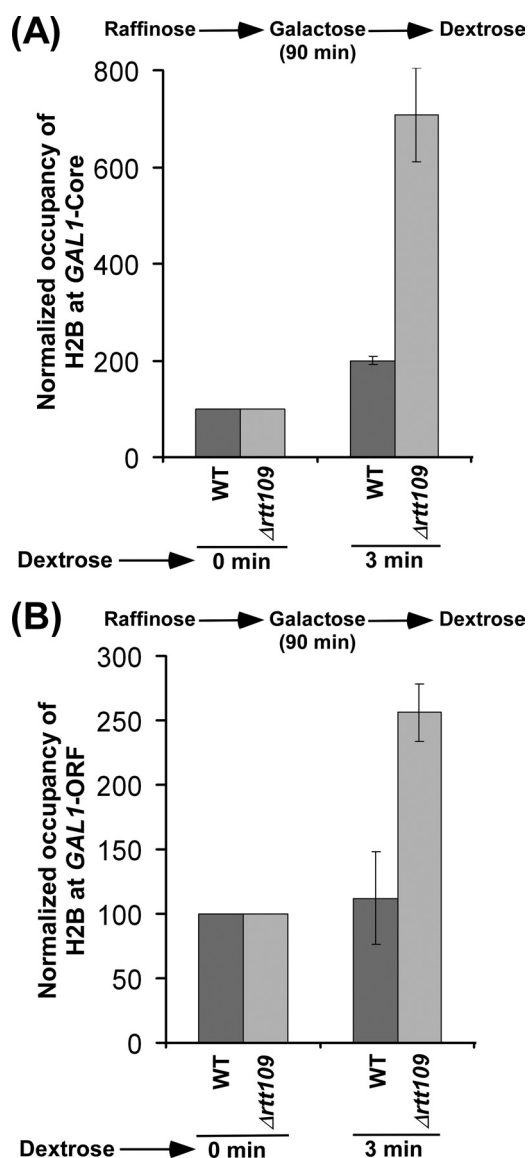 (A)
Raffinose Galactose Dextrose
(90 min)
Normalized occupancy of
H2B at GAL1-Core
800
600
400
200
0
WT Δrtt109 WT Δrtt109
Dextrose 0 min 3 min
(B)
Raffinose Galactose Dextrose
(90 min)
Normalized occupancy of
H2B at GAL1-ORF
300
250
200
150
100
50
0
WT Δrtt109 WT Δrtt109
Dextrose 0 min 3 min